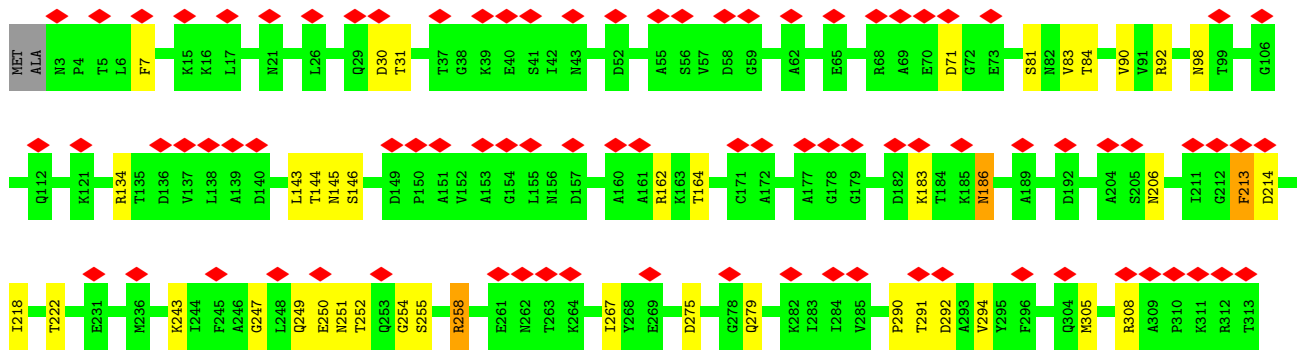 MET ALA N3 P4 T5 L6 F7 K15 K16 L17 N21 L26 Q29 D30 T31 T37 G38 K39 E40 S41 I42 N43 D52 A55 S56 V57 D58 G59 A62 E65 R68 A69 E70 D71 G72 E73 S81 N82 V83 T84 V90 V91 R92 N98 T99 G106
Q112 K121 R134 T135 D136 V137 L138 A139 D140 L143 T144 N145 S146 D149 P150 A151 V152 A153 G154 L155 N156 D157 A160 A161 R162 K163 T164 C171 A172 A177 G178 G179 D182 K183 T184 K185 N186 A189 D192 A204 S205 N206 I211 G212 F213 D214
I218 T222 E231 M236 K243 I244 F245 A246 G247 L248 Q249 E250 N251 T252 Q253 G254 S255 R258 E261 N262 T263 K264 I267 Y268 E269 D275 G278 Q279 K282 I283 I284 V285 P290 T291 D292 A293 V294 Y295 F296 Q304 M305 R308 A309 P310 K311 R312 T313